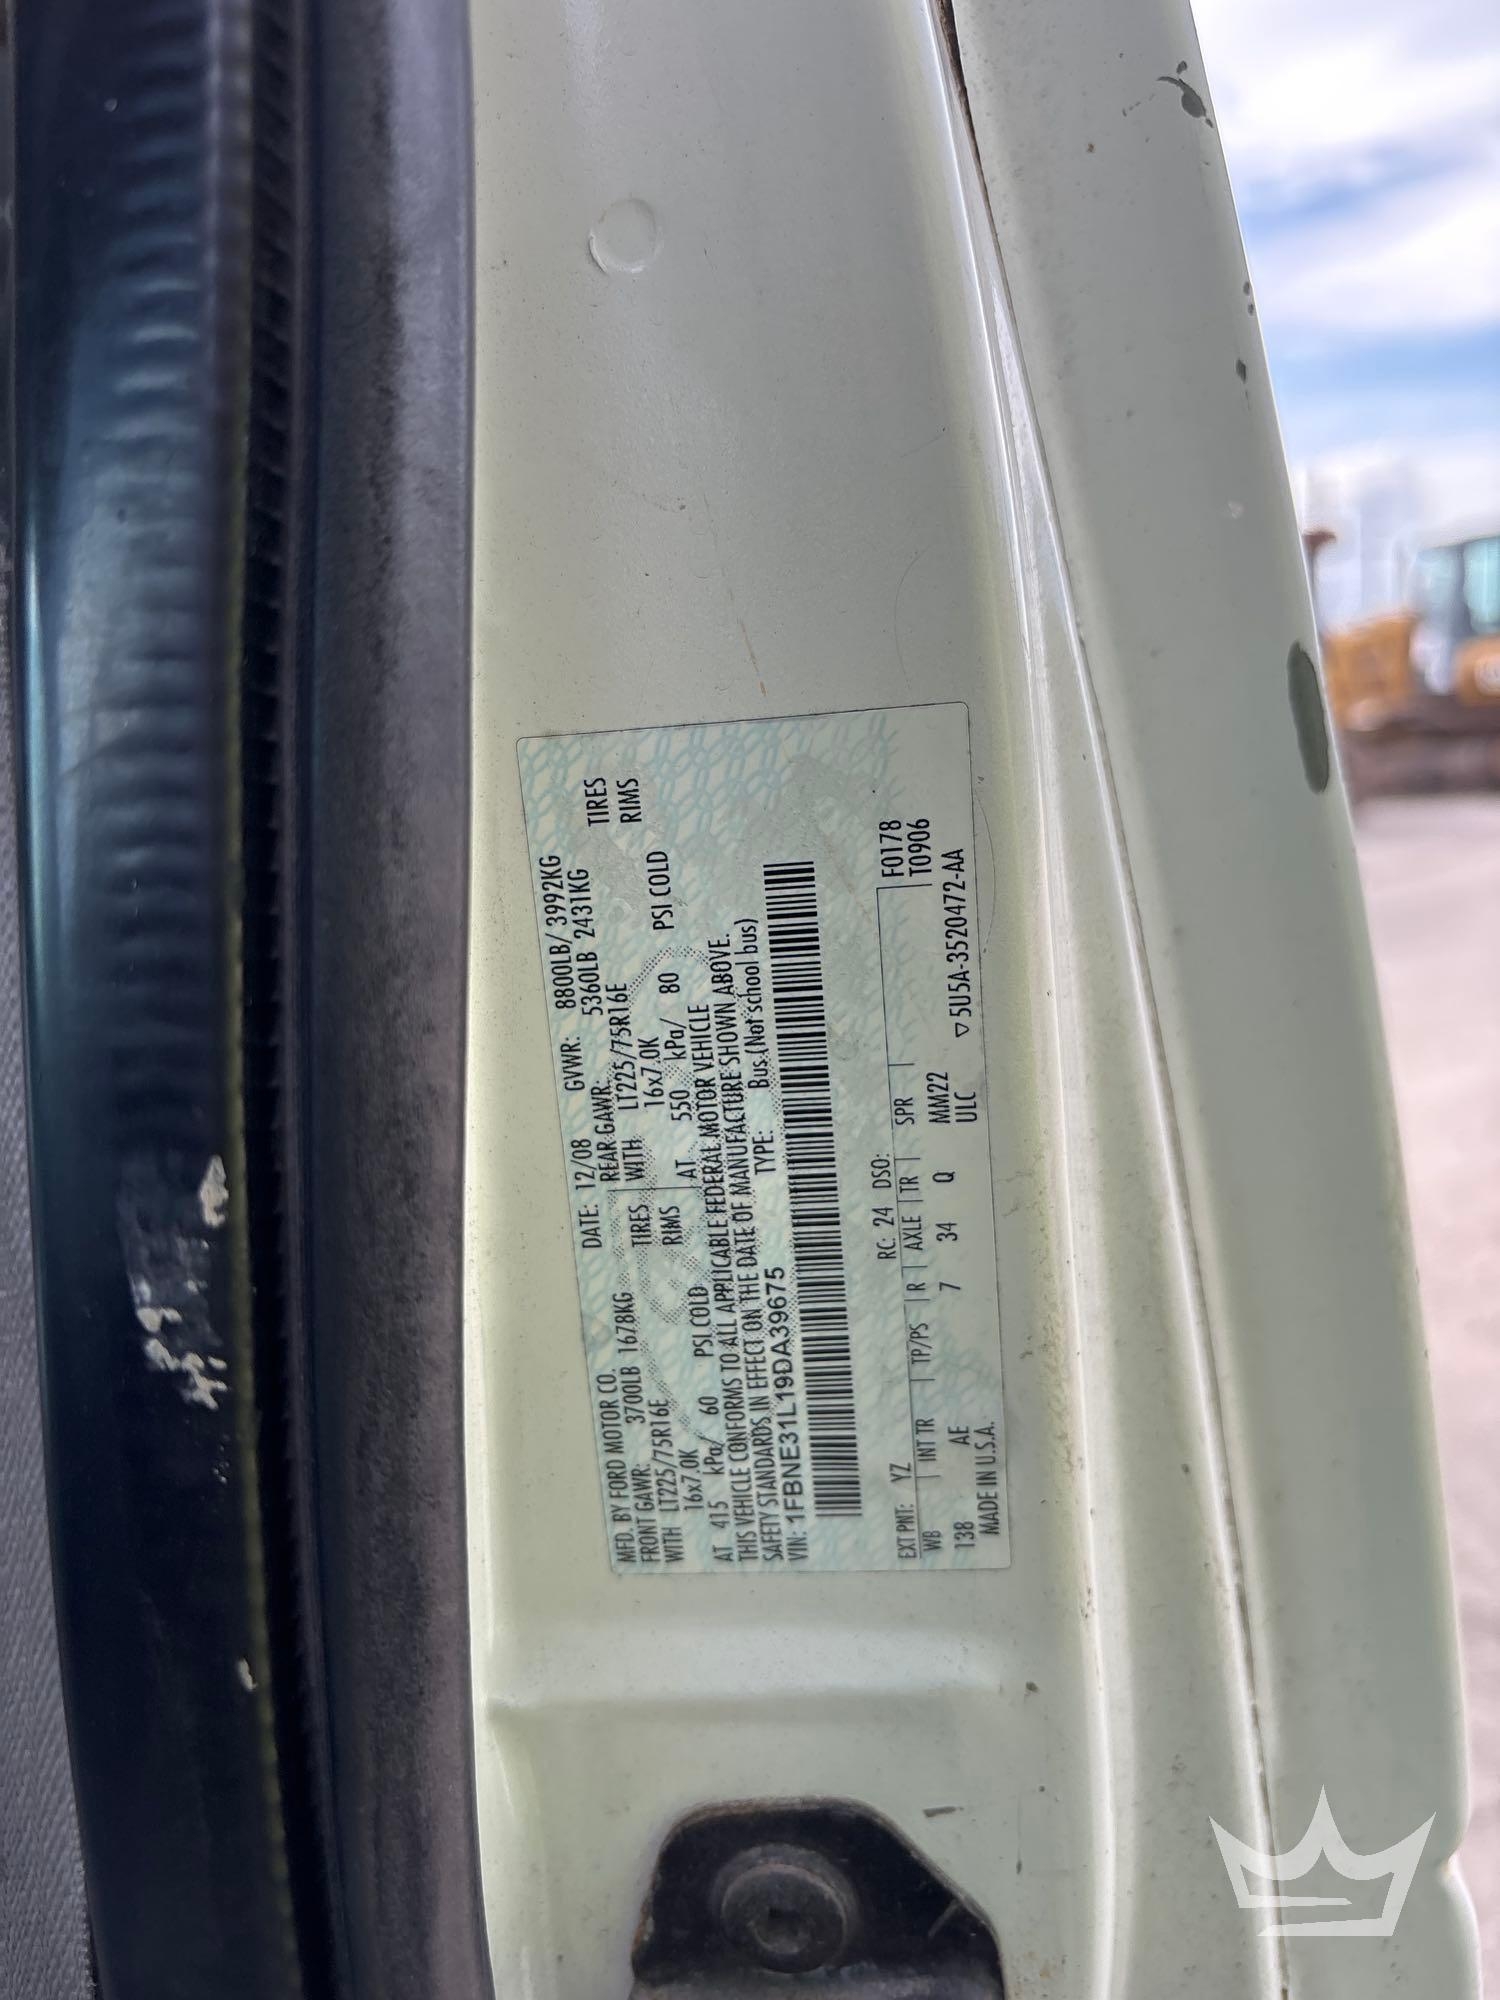 MFD. BY FORD MOTOR CO. DATE: 12/08 GVWR: 8800LB/ 3992KG
FRONT GAWR: 3700LB 1678KG REAR GAWR: 5360LB 2431KG
WITH LT225/75R16E TIRES WITH LT225/75R16E TIRES
16x7.0K RIMS 16x7.0K RIMS
AT 415 kPa/ 60 PSI COLD AT 550 kPa/ 80 PSI COLD
THIS VEHICLE CONFORMS TO ALL APPLICABLE FEDERAL MOTOR VEHICLE
SAFETY STANDARDS IN EFFECT ON THE DATE OF MANUFACTURE SHOWN ABOVE.
VIN: 1FBNE31L19DA39675 TYPE: Bus (Not school bus)
EXT PNT: YZ RC: 24 DSO: F0178
WB INT TR TP/PS R AXLE TR SPR T0906
138 AE 7 34 Q MM22
MADE IN U.S.A. ULC ▽5U5A-3520472-AA